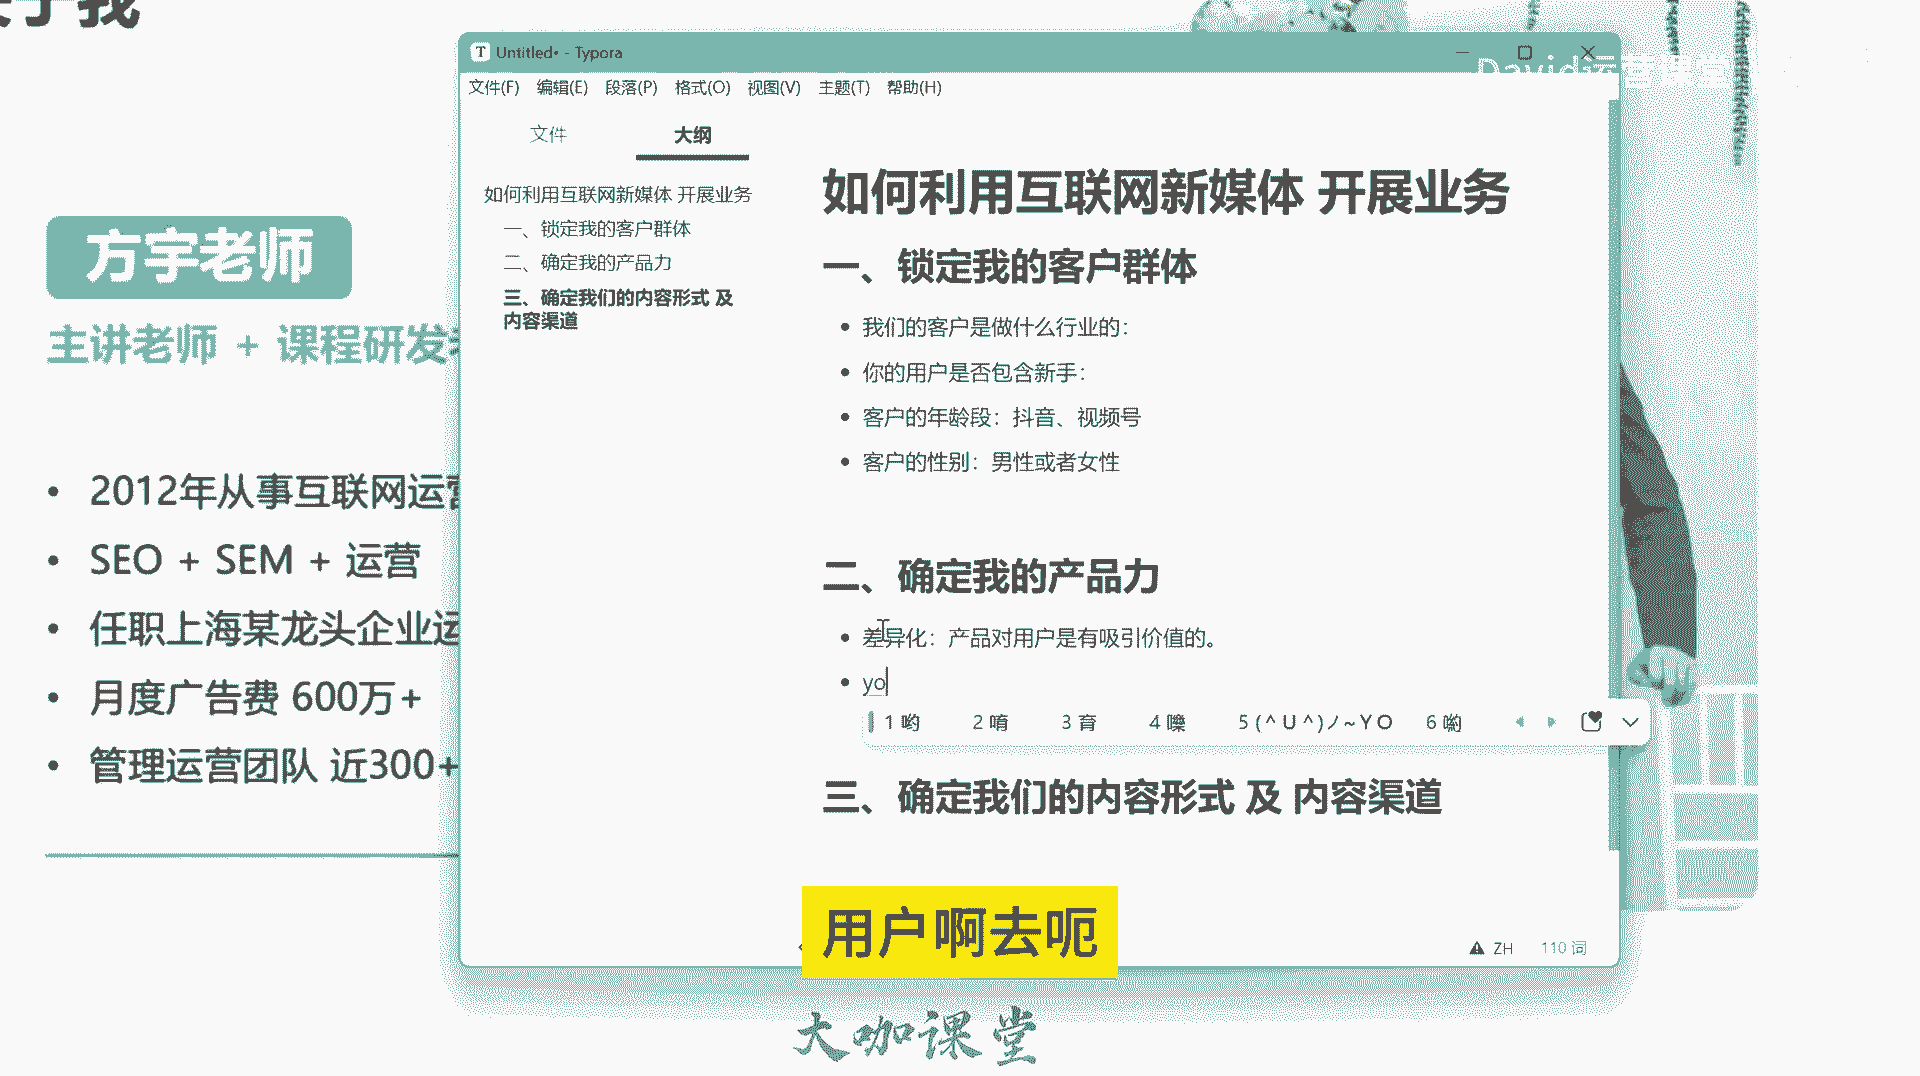 关于我
方宇老师
主讲老师 + 课程研发
2012年从事互联网运营
SEO + SEM + 运营
任职上海某龙头企业运
月度广告费 600万+
管理运营团队 近300+
Untitled• - Typora
David运营课堂
文件(F) 编辑(E) 段落(P) 格式(O) 视图(V) 主题(T) 帮助(H)
文件 大纲
如何利用互联网新媒体 开展业务
一、锁定我的客户群体
二、确定我的产品力
三、确定我们的内容形式 及
内容渠道
如何利用互联网新媒体 开展业务
一、锁定我的客户群体
我们的客户是做什么行业的：
你的用户是否包含新手：
客户的年龄段：抖音、视频号
客户的性别：男性或者女性
二、确定我的产品力
差异化：产品对用户是有吸引价值的。
yo
1 哟 2 唷 3 育 4 嚛 5 (^U^)ノ~YO 6 喲
三、确定我们的内容形式 及 内容渠道
用户啊去呃
ZH 110 词
大咖课堂